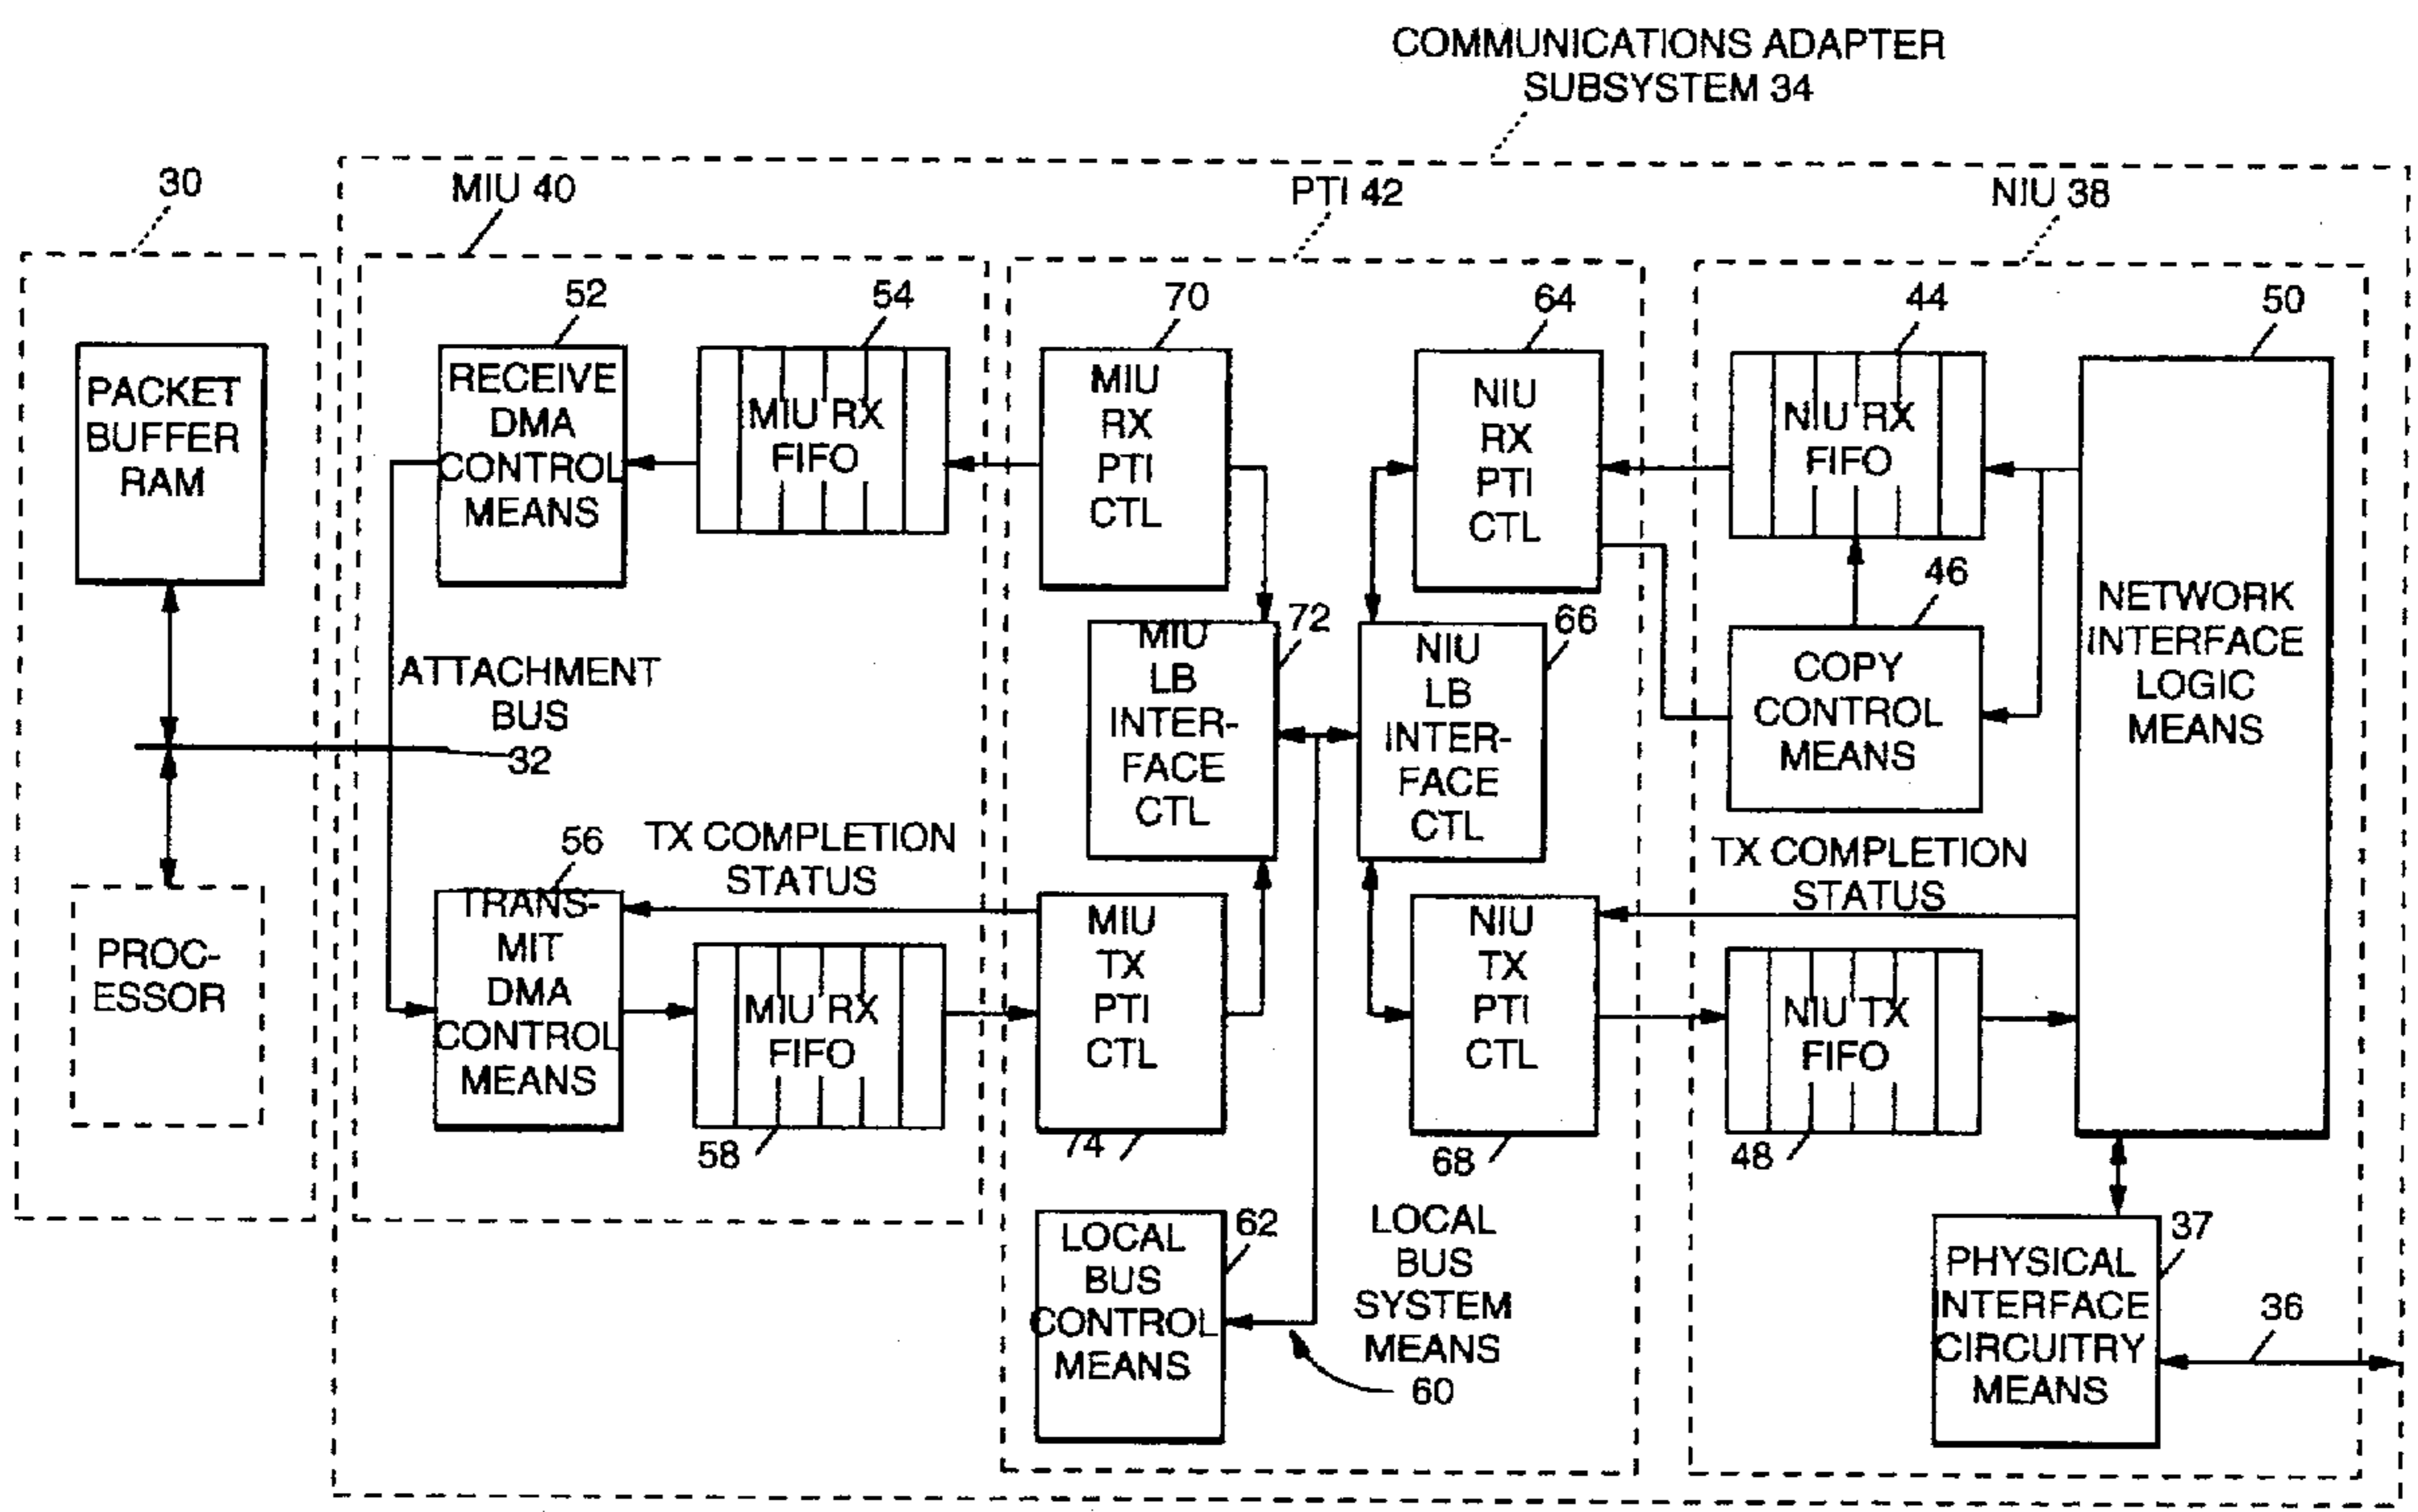 COMMUNICATIONS ADAPTER
SUBSYSTEM 34
30
MIU 40
PTI 42
NIU 38
52
54
70
64
44
50
PACKET
BUFFER
RAM
RECEIVE
DMA
CONTROL
MEANS
MIU RX
FIFO
MIU
RX
PTI
CTL
NIU
RX
PTI
CTL
NIU RX
FIFO
46
NETWORK
INTERFACE
LOGIC
MEANS
72
66
MIU
LB
INTER-
FACE
CTL
NIU
LB
INTER-
FACE
CTL
COPY
CONTROL
MEANS
ATTACHMENT
BUS
32
56
TX COMPLETION
STATUS
TX COMPLETION
STATUS
PROC-
ESSOR
TRANS-
MIT
DMA
CONTROL
MEANS
MIU RX
FIFO
MIU
TX
PTI
CTL
NIU
TX
PTI
CTL
NIU TX
FIFO
58
74
68
48
62
LOCAL
BUS
CONTROL
MEANS
LOCAL
BUS
SYSTEM
MEANS
60
37
PHYSICAL
INTERFACE
CIRCUITRY
MEANS
36